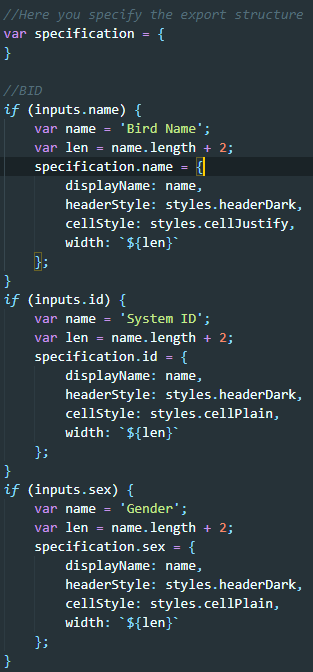 //Here you specify the export structure
var specification = {
}
//BID
if (inputs.name) {
var name = 'Bird Name';
var len = name.length + 2;
specification.name = {
displayName: name,
headerStyle: styles.headerDark,
cellStyle: styles.cellJustify,
width: `${len}`
};
}
if (inputs.id) {
var name = 'System ID';
var len = name.length + 2;
specification.id = {
displayName: name,
headerStyle: styles.headerDark,
cellStyle: styles.cellPlain,
width: `${len}`
};
}
if (inputs.sex) {
var name = 'Gender';
var len = name.length + 2;
specification.sex = {
displayName: name,
headerStyle: styles.headerDark,
cellStyle: styles.cellPlain,
width: `${len}`
};
}